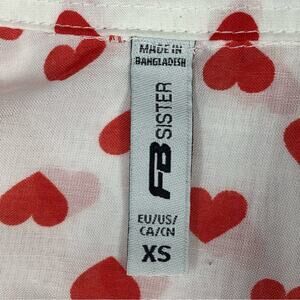 MADE IN
BANGLADESH
FB SISTER
EU/US/
CA/CN
XS